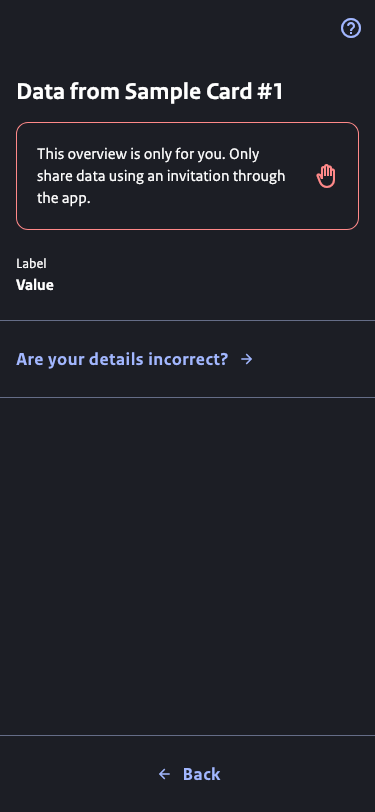 Data from Sample Card #1
This overview is only for you. Only
share data using an invitation through
the app.
Label
Value
Are your details incorrect?
Back